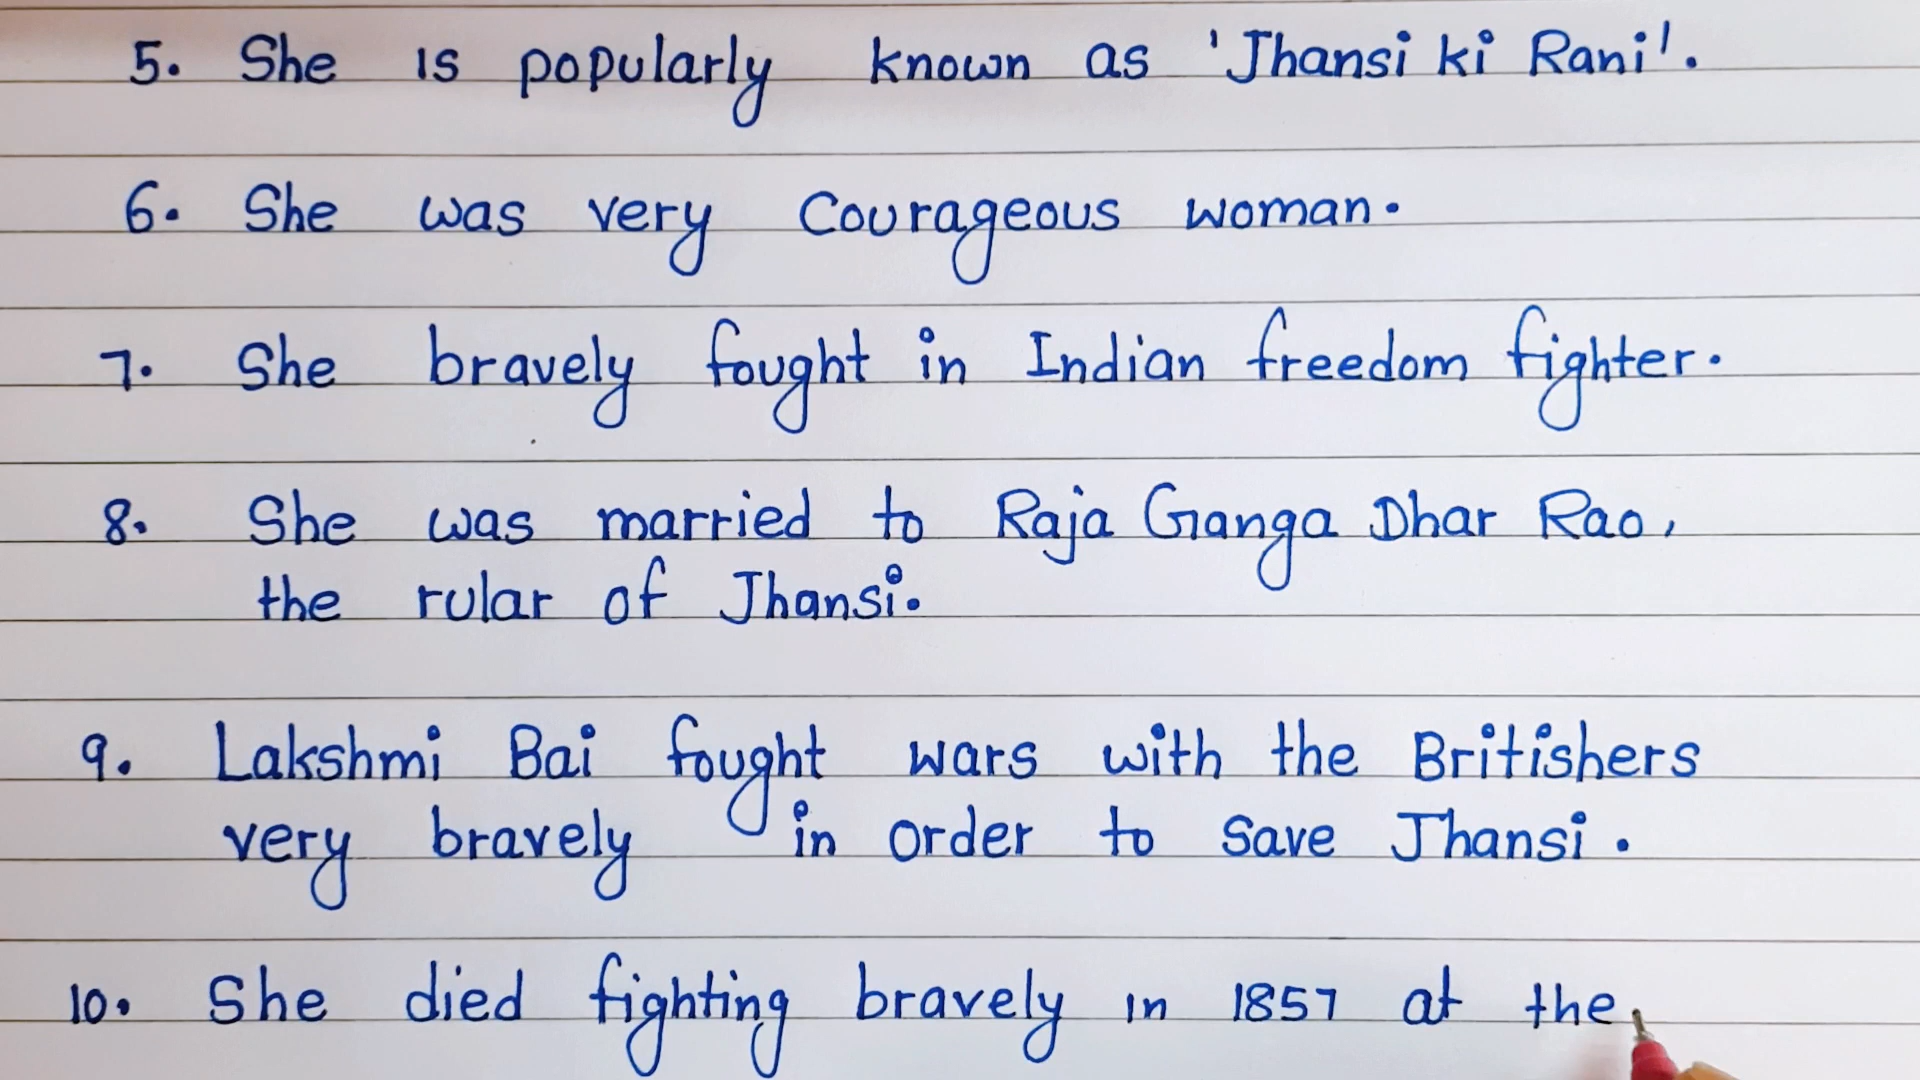 5. She is popularly known as 'Jhansi ki Rani'.
6. She was very Courageous woman.
7. She bravely fought in Indian freedom fighter.
8. She was married to Raja Ganga Dhar Rao,
the rular of Jhansi.
9. Lakshmi Bai fought wars with the Britishers
very bravely in order to save Jhansi.
10. She died fighting bravely in 1857 at the